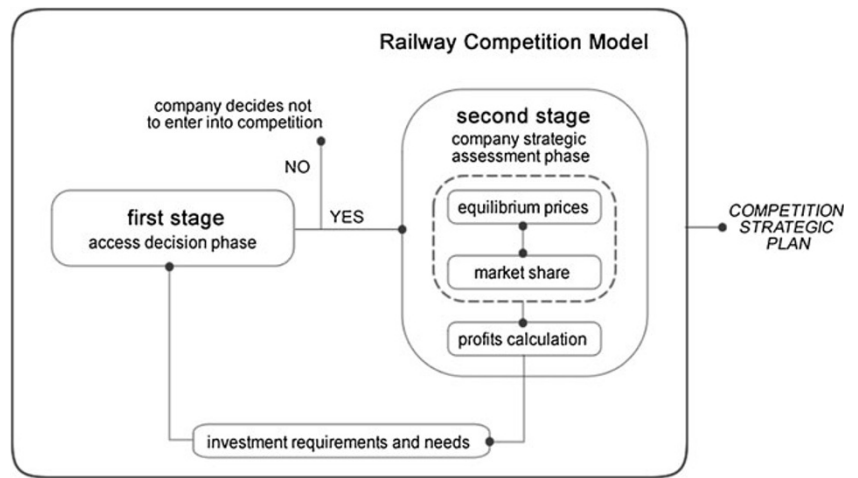 Railway Competition Model
company decides not
to enter into competition
NO
first stage
access decision phase
YES
second stage
company strategic
assessment phase
equilibrium prices
market share
profits calculation
investment requirements and needs
COMPETITION
STRATEGIC
PLAN